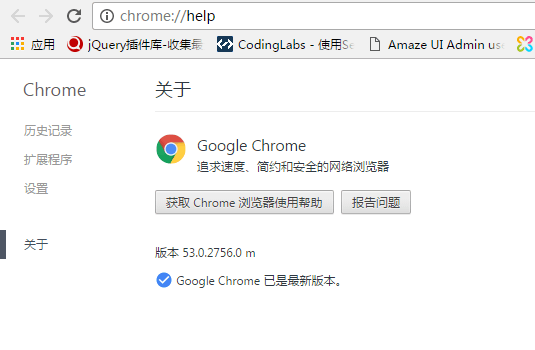 chrome://help
应用 jQuery插件库-收集最 CodingLabs - 使用Se Amaze UI Admin use
Chrome
关于
历史记录
扩展程序
设置
关于
Google Chrome
追求速度、简约和安全的网络浏览器
获取 Chrome 浏览器使用帮助 报告问题
版本 53.0.2756.0 m
Google Chrome 已是最新版本。